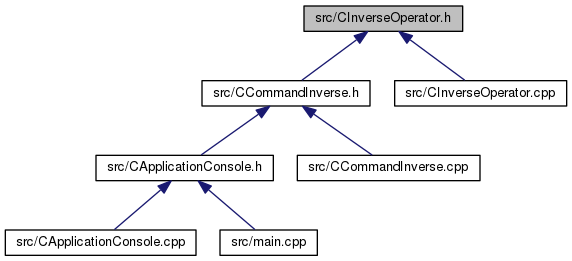 src/CInverseOperator.h
src/CCommandInverse.h
src/CInverseOperator.cpp
src/CApplicationConsole.h
src/CCommandInverse.cpp
src/CApplicationConsole.cpp
src/main.cpp